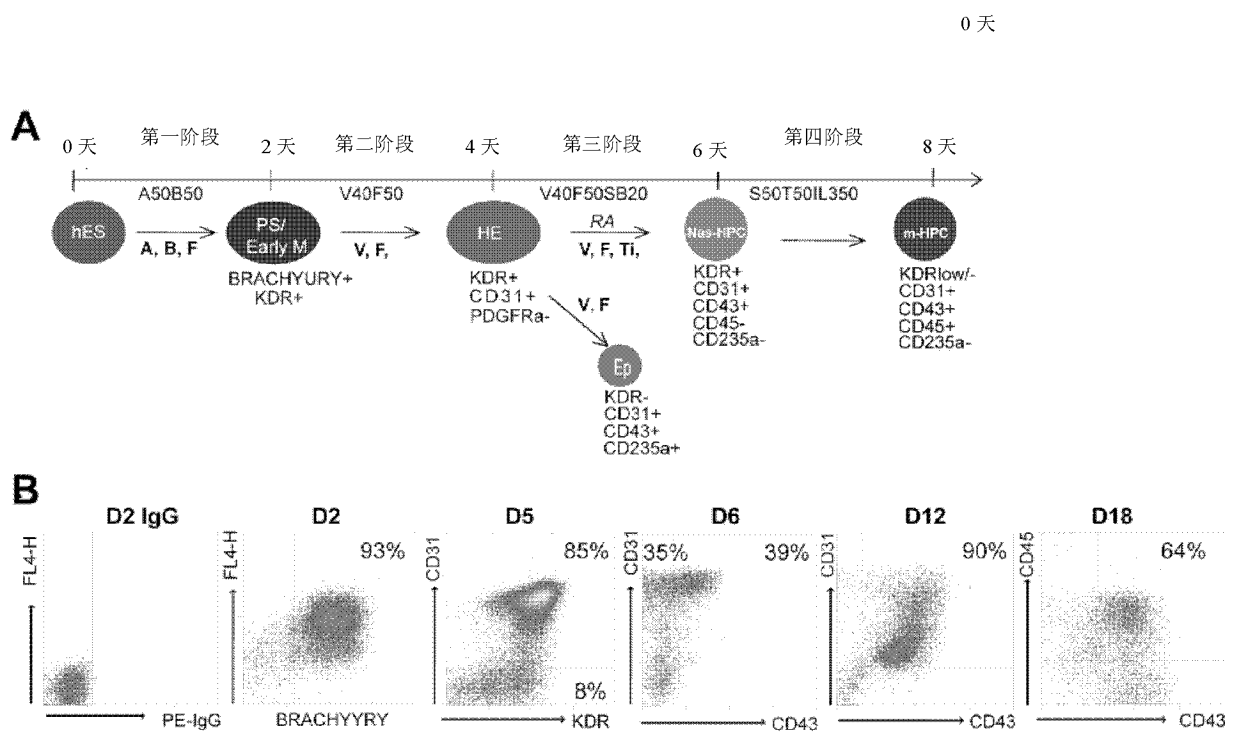 0 天
A
第一阶段 第二阶段 第三阶段 第四阶段
0 天 2 天 4 天 6 天 8 天
A50B50 V40F50 V40F50SB20 S50T50IL350
hES A, B, F PS/ Early M V, F, HE RA V, F, Ti, Nas-HPC m-HPC
BRACHYURY+
KDR+
KDR+
CD31+
PDGFRa-
V, F
Ep
KDR-
CD31+
CD43+
CD235a+
KDR+
CD31+
CD43+
CD45-
CD235a-
KDRlow/-
CD31+
CD43+
CD45+
CD235a-
B
D2 IgG D2 D5 D6 D12 D18
FL4-H FL4-H 93% CD31 85% CD31 35% 39% CD31 90% CD45 64%
8%
PE-IgG BRACHYYRY KDR CD43 CD43 CD43